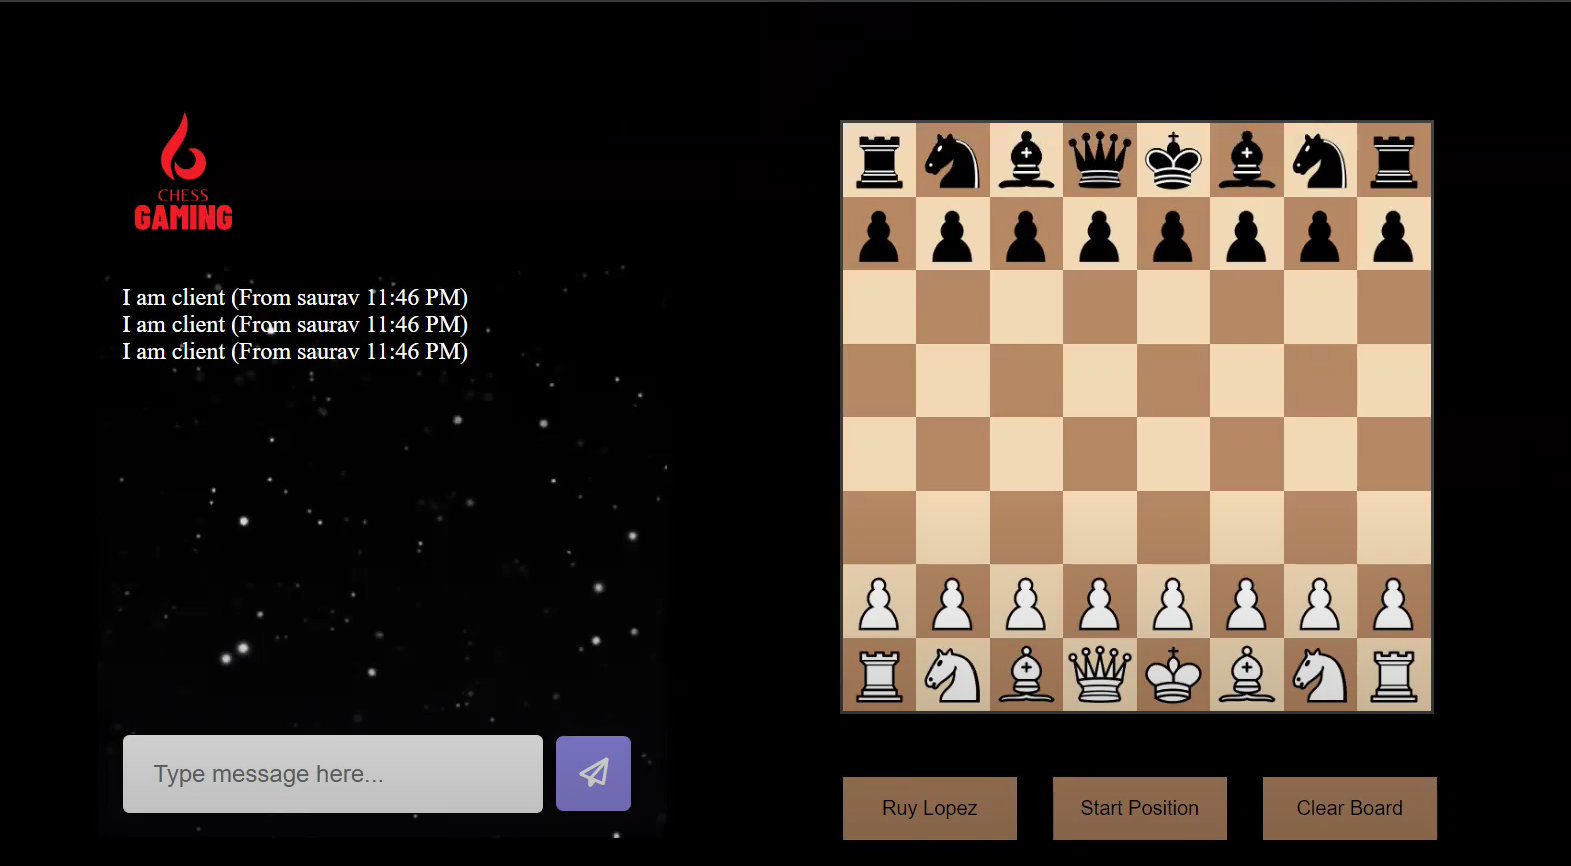 CHESS
GAMING
I am client (From saurav 11:46 PM)
I am client (From saurav 11:46 PM)
I am client (From saurav 11:46 PM)
Type message here...
Ruy Lopez
Start Position
Clear Board